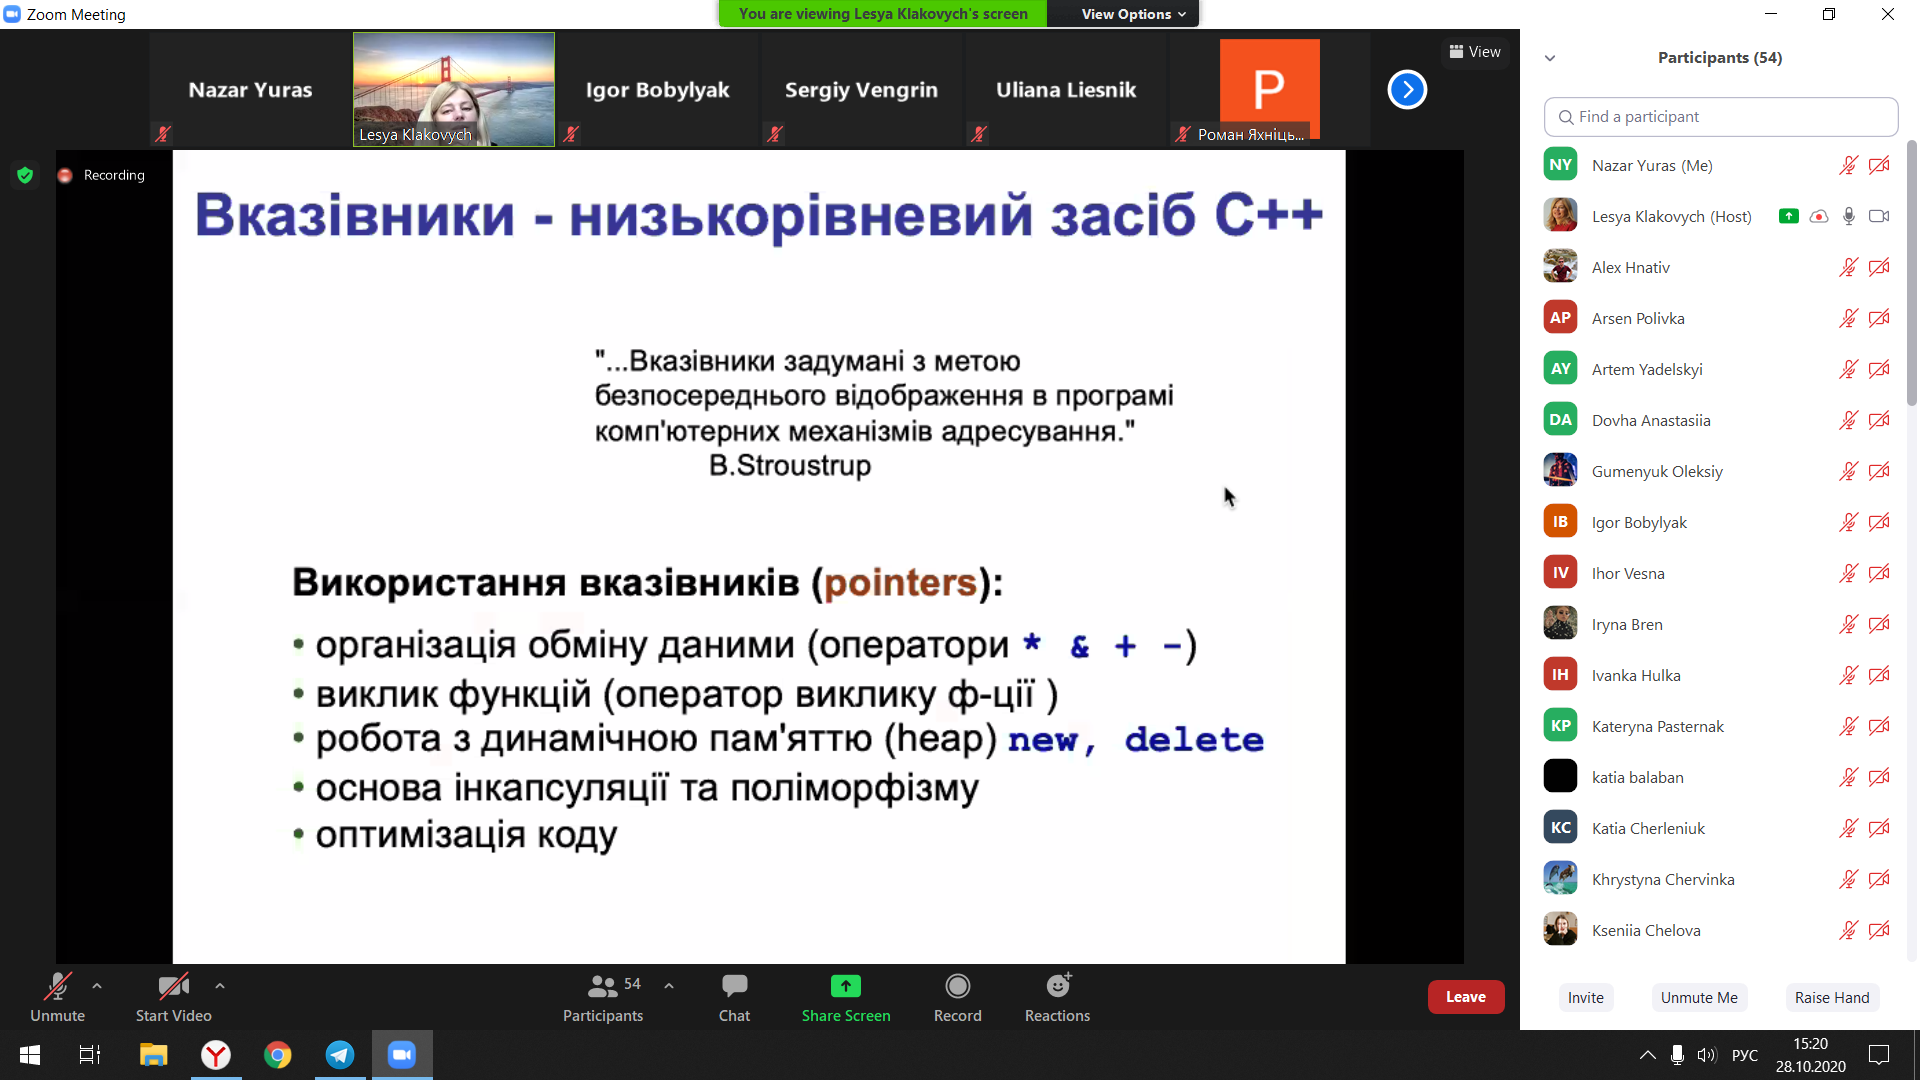 Zoom Meeting
You are viewing Lesya Klakovych's screen
View Options
Nazar Yuras
Lesya Klakovych
Igor Bobylyak
Sergiy Vengrin
Uliana Liesnik
P
Роман Яхніць...
View
Recording
Вказівники - низькорівневий засіб C++
"...Вказівники задумані з метою
безпосереднього відображення в програмі
комп'ютерних механізмів адресування."
B.Stroustrup
Використання вказівників (pointers):
• організація обміну даними (оператори * & + -)
• виклик функцій (оператор виклику ф-ції )
• робота з динамічною пам'яттю (heap) new, delete
• основа інкапсуляції та поліморфізму
• оптимізація коду
Participants (54)
Find a participant
NY Nazar Yuras (Me)
Lesya Klakovych (Host)
Alex Hnativ
AP Arsen Polivka
AY Artem Yadelskyi
DA Dovha Anastasiia
Gumenyuk Oleksiy
IB Igor Bobylyak
IV Ihor Vesna
Iryna Bren
IH Ivanka Hulka
KP Kateryna Pasternak
katia balaban
KC Katia Cherleniuk
Khrystyna Chervinka
Kseniia Chelova
Invite
Unmute Me
Raise Hand
Unmute
Start Video
54
Participants
Chat
Share Screen
Record
Reactions
Leave
РУС
15:20
28.10.2020